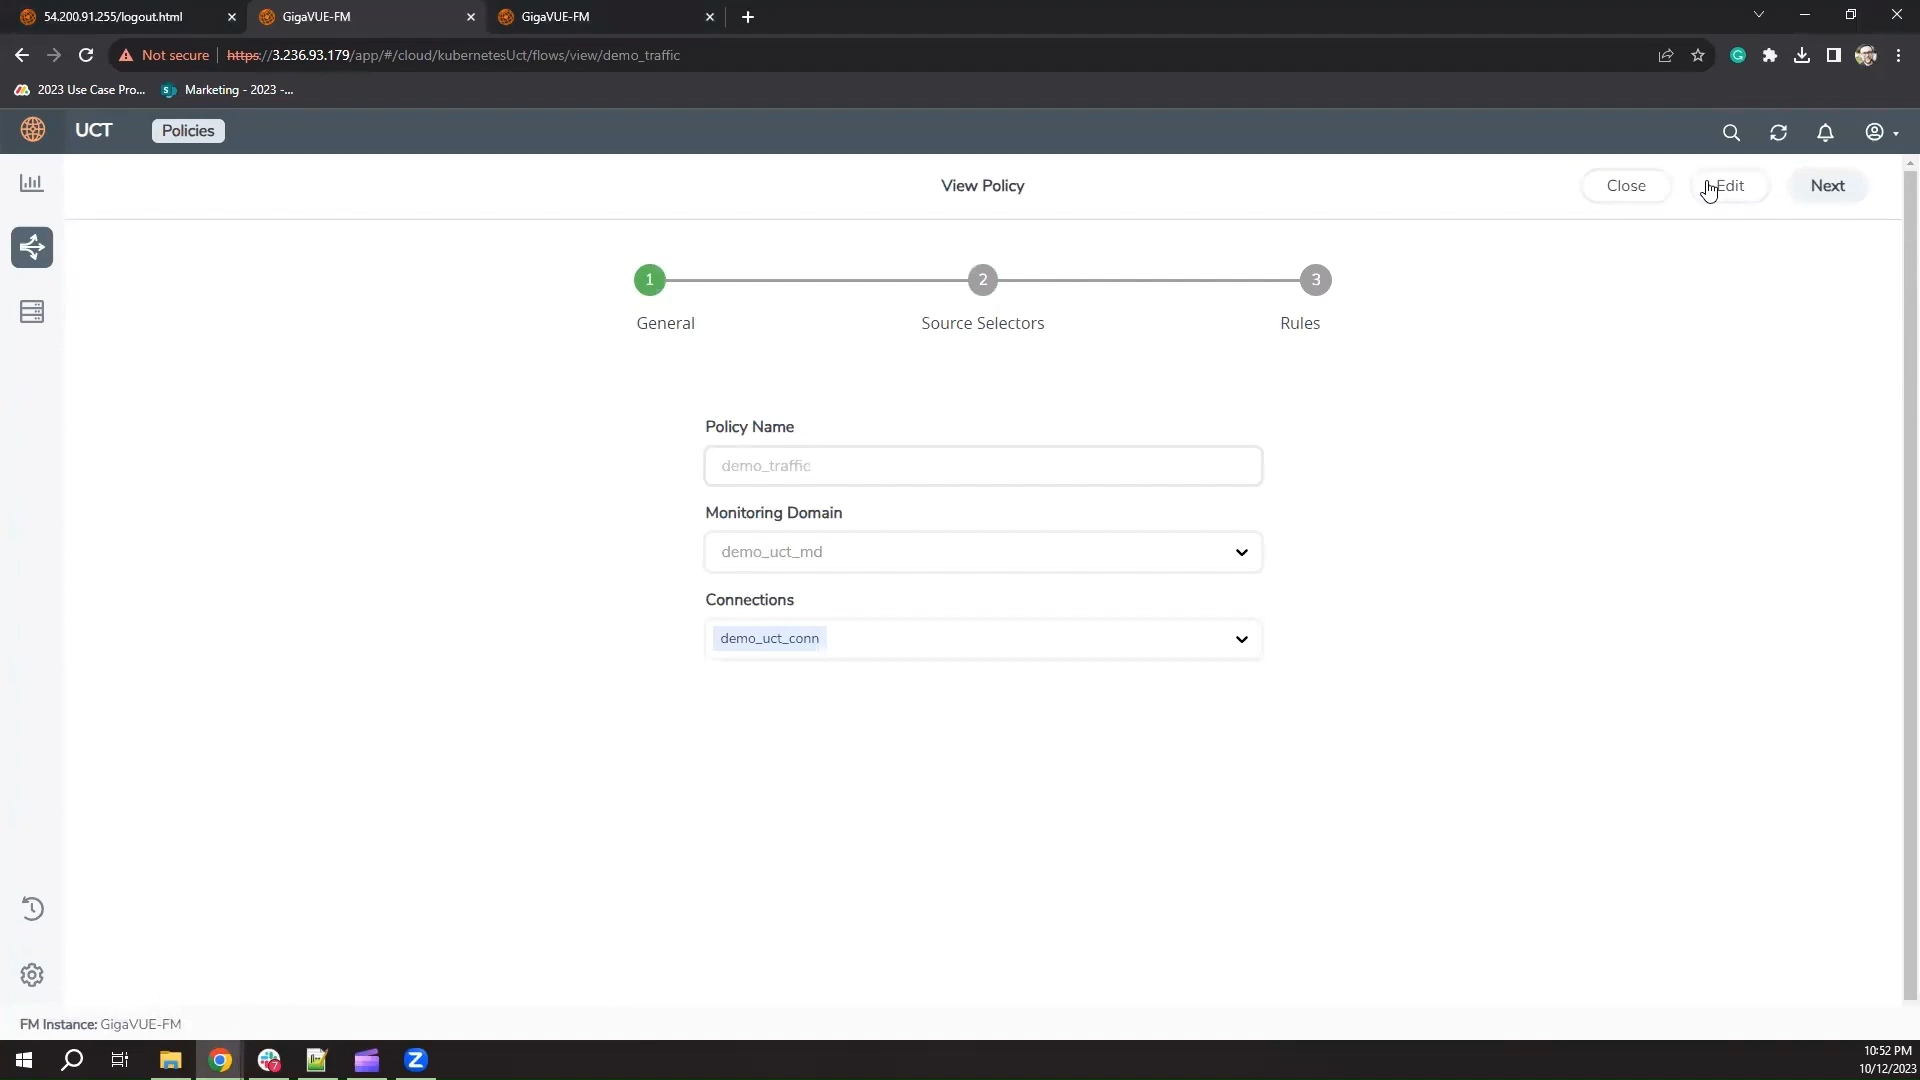 54.200.91.255/logout.html
GigaVUE-FM
GigaVUE-FM
Not secure https://3.236.93.179/app/#/cloud/kubernetesUct/flows/view/demo_traffic
2023 Use Case Pro...
Marketing - 2023 -...
UCT
Policies
View Policy
Close
Edit
Next
1
2
3
General
Source Selectors
Rules
Policy Name
demo_traffic
Monitoring Domain
demo_uct_md
Connections
demo_uct_conn
FM Instance: GigaVUE-FM
7
Z
10:52 PM
10/12/2023